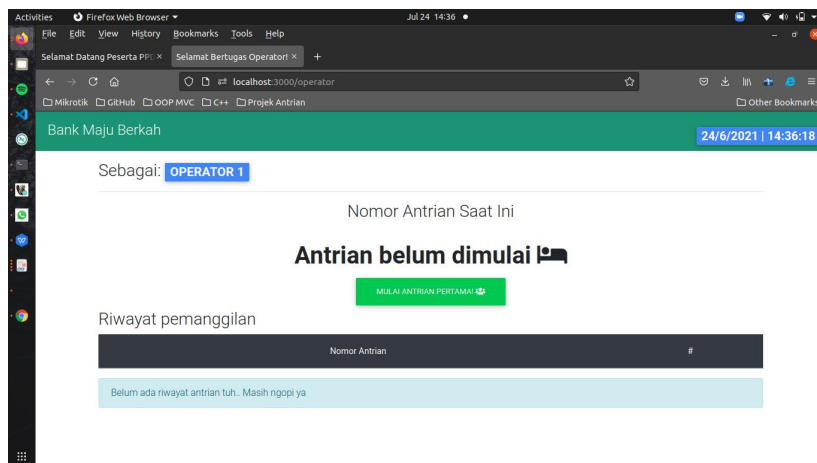 Activities Firefox Web Browser Jul 24 14:36
File Edit View History Bookmarks Tools Help
Selamat Datang Peserta PPD × Selamat Bertugas Operator! × +
localhost:3000/operator
Mikrotik GitHub OOP MVC C++ Projek Antrian Other Bookmarks
Bank Maju Berkah 24/6/2021 | 14:36:18
Sebagai: OPERATOR 1
Nomor Antrian Saat Ini
Antrian belum dimulai
MULAI ANTRIAN PERTAMA!
Riwayat pemanggilan
Nomor Antrian #
Belum ada riwayat antrian tuh.. Masih ngopi ya